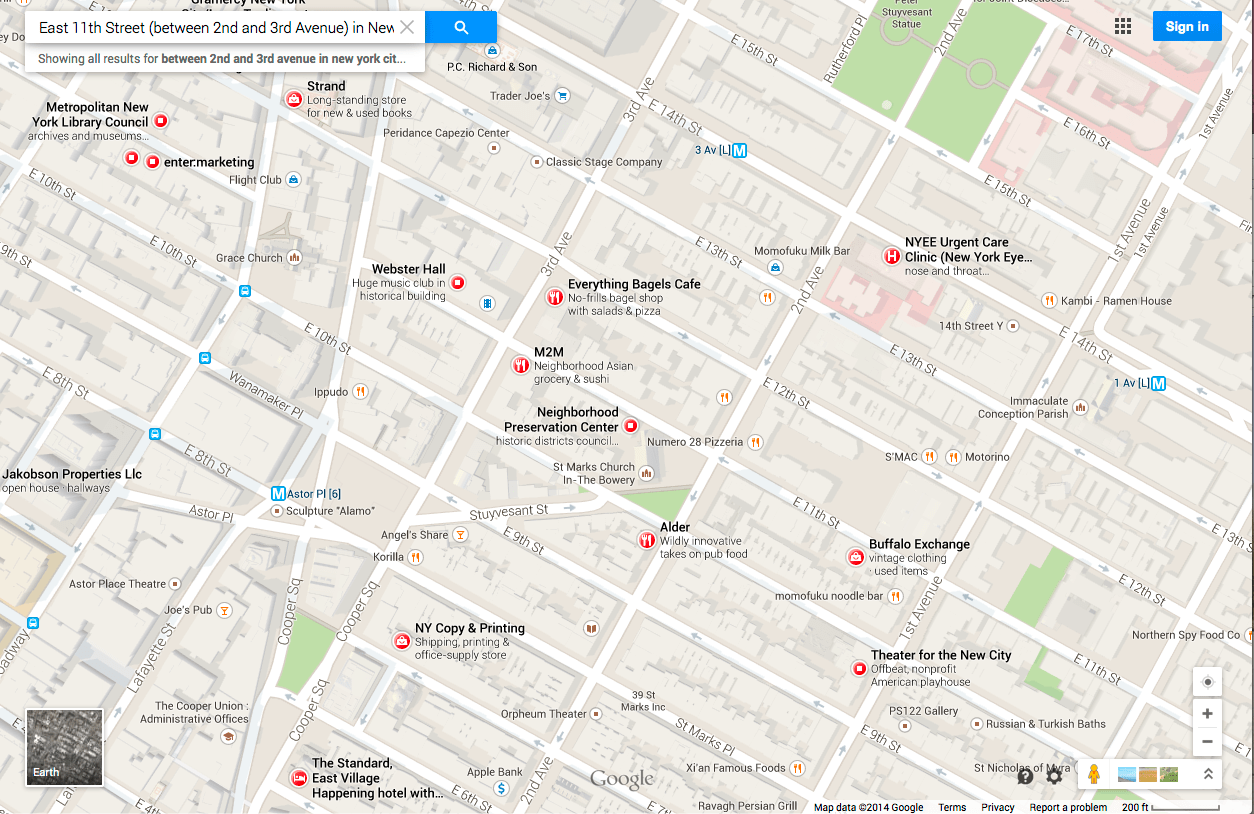 Gramercy New York
East 11th Street (between 2nd and 3rd Avenue) in New
Showing all results for between 2nd and 3rd avenue in new york cit...
Sign in
Peter
Stuyvesant
Statue
Rutherford Pl
2nd Ave
E 17th St
E 15th St
E 16th St
1st Avenue
P.C. Richard & Son
Trader Joe's
3rd Ave
E 14th St
Strand
Long-standing store
for new & used books
Metropolitan New
York Library Council
archives and museums...
enter:marketing
Flight Club
Peridance Capezio Center
Classic Stage Company
3 Av [L]
E 15th St
E 10th St
E 10th St
9th St
Grace Church
1st Avenue
1st Avenue
E 13th St
3rd Ave
Momofuku Milk Bar
NYEE Urgent Care
Clinic (New York Eye...
nose and throat...
Webster Hall
Huge music club in
historical building
Everything Bagels Cafe
No-frills bagel shop
with salads & pizza
2nd Ave
Kambi - Ramen House
14th Street Y
E 14th St
E 10th St
M2M
Neighborhood Asian
grocery & sushi
E 13th St
E 8th St
Wanamaker Pl
Ippudo
E 12th St
1 Av [L]
Immaculate
Conception Parish
Neighborhood
Preservation Center
historic districts council...
Numero 28 Pizzeria
S'MAC
Motorino
E 8th St
St Marks Church
In-The Bowery
Jakobson Properties Llc
open house · hallways
Astor Pl [6]
Sculpture "Alamo"
Astor Pl
Stuyvesant St
E 11th St
E 13th St
Angel's Share
E 9th St
Alder
Wildly innovative
takes on pub food
Korilla
Buffalo Exchange
vintage clothing
used items
Astor Place Theatre
E 12th St
momofuku noodle bar
Joe's Pub
Cooper Sq
Cooper Sq
1st Avenue
NY Copy & Printing
Shipping, printing &
office-supply store
Northern Spy Food Co
Lafayette St
Theater for the New City
Offbeat, nonprofit
American playhouse
E 11th St
39 St
Marks Inc
The Cooper Union :
Administrative Offices
Cooper Sq
Orpheum Theater
St Marks Pl
PS122 Gallery
Russian & Turkish Baths
E 9th St
The Standard,
East Village
Happening hotel with...
Apple Bank
2nd Ave
E 6th St
Xi'an Famous Foods
St Nicholas of Myra
Earth
Google
Ravagh Persian Grill
Map data ©2014 Google
Terms
Privacy
Report a problem
200 ft